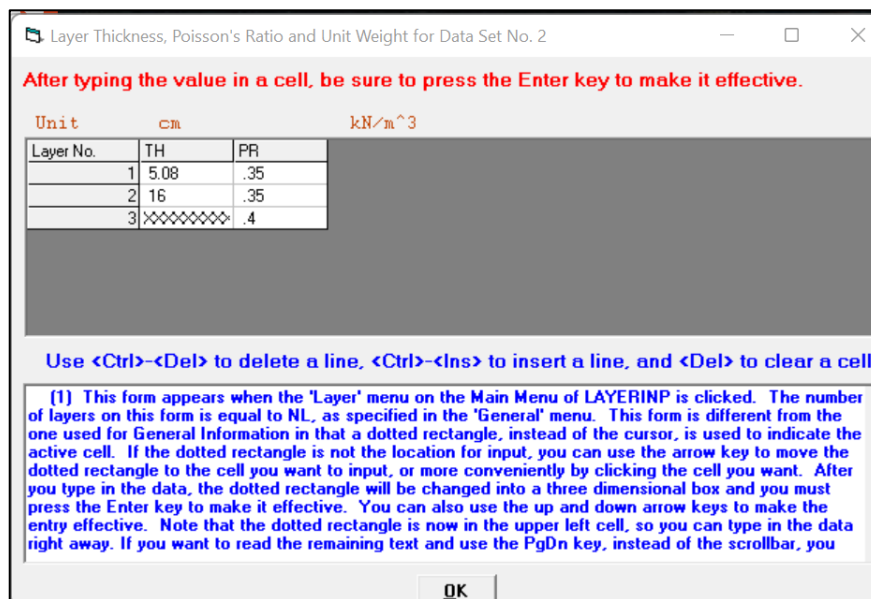 Layer Thickness, Poisson's Ratio and Unit Weight for Data Set No. 2
After typing the value in a cell, be sure to press the Enter key to make it effective.
Unit cm kN/m^3
Layer No. TH PR
1 5.08 .35
2 16 .35
3 XXXXXXXX .4
Use <Ctrl>-<Del> to delete a line, <Ctrl>-<Ins> to insert a line, and <Del> to clear a cell
(1) This form appears when the 'Layer' menu on the Main Menu of LAYERINP is clicked. The number
of layers on this form is equal to NL, as specified in the 'General' menu. This form is different from the
one used for General Information in that a dotted rectangle, instead of the cursor, is used to indicate the
active cell. If the dotted rectangle is not the location for input, you can use the arrow key to move the
dotted rectangle to the cell you want to input, or more conveniently by clicking the cell you want. After
you type in the data, the dotted rectangle will be changed into a three dimensional box and you must
press the Enter key to make it effective. You can also use the up and down arrow keys to make the
entry effective. Note that the dotted rectangle is now in the upper left cell, so you can type in the data
right away. If you want to read the remaining text and use the PgDn key, instead of the scrollbar, you
OK